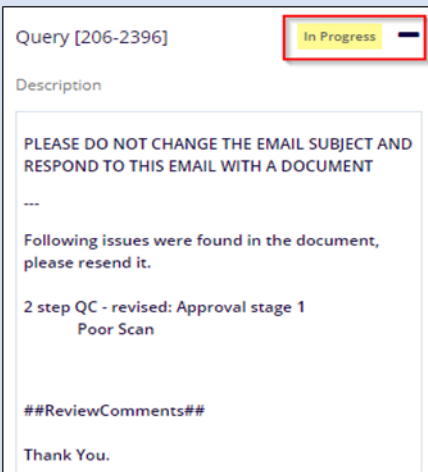 Query [206-2396]
In Progress
Description
PLEASE DO NOT CHANGE THE EMAIL SUBJECT AND
RESPOND TO THIS EMAIL WITH A DOCUMENT
---
Following issues were found in the document,
please resend it.
2 step QC - revised: Approval stage 1
Poor Scan
##ReviewComments##
Thank You.